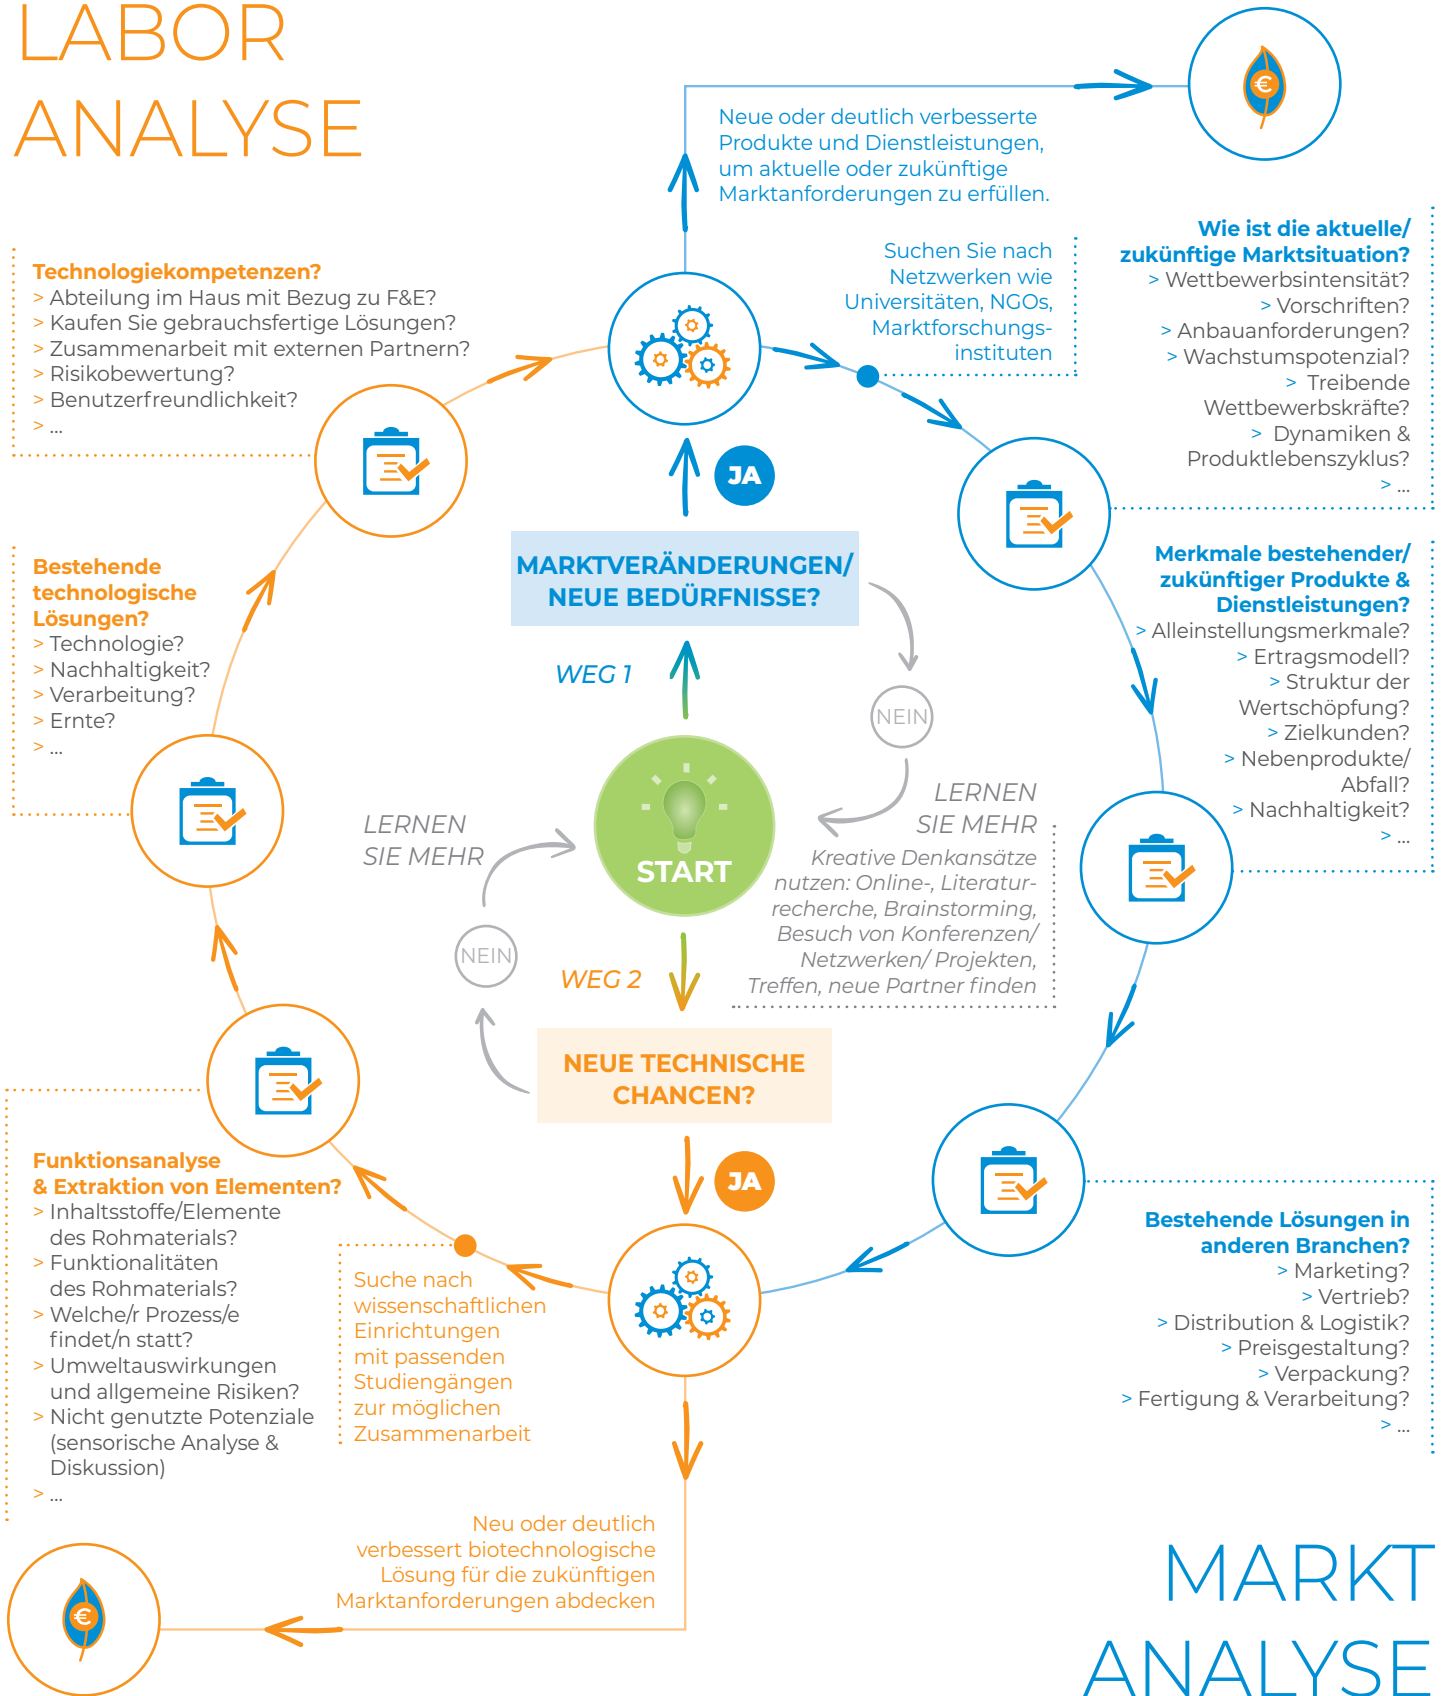 LABOR
ANALYSE
Neue oder deutlich verbesserte
Produkte und Dienstleistungen,
um aktuelle oder zukünftige
Marktanforderungen zu erfüllen.
€
Technologiekompetenzen?
> Abteilung im Haus mit Bezug zu F&E?
> Kaufen Sie gebrauchsfertige Lösungen?
> Zusammenarbeit mit externen Partnern?
> Risikobewertung?
> Benutzerfreundlichkeit?
> ...
Suchen Sie nach
Netzwerken wie
Universitäten, NGOs,
Marktforschungs-
instituten
Wie ist die aktuelle/
zukünftige Marktsituation?
> Wettbewerbsintensität?
> Vorschriften?
> Anbauanforderungen?
> Wachstumspotenzial?
> Treibende
Wettbewerbskräfte?
> Dynamiken &
Produktlebenszyklus?
> ...
JA
MARKTVERÄNDERUNGEN/
NEUE BEDÜRFNISSE?
Bestehende
technologische
Lösungen?
> Technologie?
> Nachhaltigkeit?
> Verarbeitung?
> Ernte?
> ...
Merkmale bestehender/
zukünftiger Produkte &
Dienstleistungen?
> Alleinstellungsmerkmale?
> Ertragsmodell?
> Struktur der
Wertschöpfung?
> Zielkunden?
> Nebenprodukte/
Abfall?
> Nachhaltigkeit?
> ...
WEG 1
NEIN
START
LERNEN
SIE MEHR
LERNEN
SIE MEHR
Kreative Denkansätze
nutzen: Online-, Literatur-
recherche, Brainstorming,
Besuch von Konferenzen/
Netzwerken/ Projekten,
Treffen, neue Partner finden
NEIN
WEG 2
NEUE TECHNISCHE
CHANCEN?
JA
Funktionsanalyse
& Extraktion von Elementen?
> Inhaltsstoffe/Elemente
des Rohmaterials?
> Funktionalitäten
des Rohmaterials?
> Welche/r Prozess/e
findet/n statt?
> Umweltauswirkungen
und allgemeine Risiken?
> Nicht genutzte Potenziale
(sensorische Analyse &
Diskussion)
> ...
Suche nach
wissenschaftlichen
Einrichtungen
mit passenden
Studiengängen
zur möglichen
Zusammenarbeit
Bestehende Lösungen in
anderen Branchen?
> Marketing?
> Vertrieb?
> Distribution & Logistik?
> Preisgestaltung?
> Verpackung?
> Fertigung & Verarbeitung?
> ...
Neu oder deutlich
verbessert biotechnologische
Lösung für die zukünftigen
Marktanforderungen abdecken
€
MARKT
ANALYSE